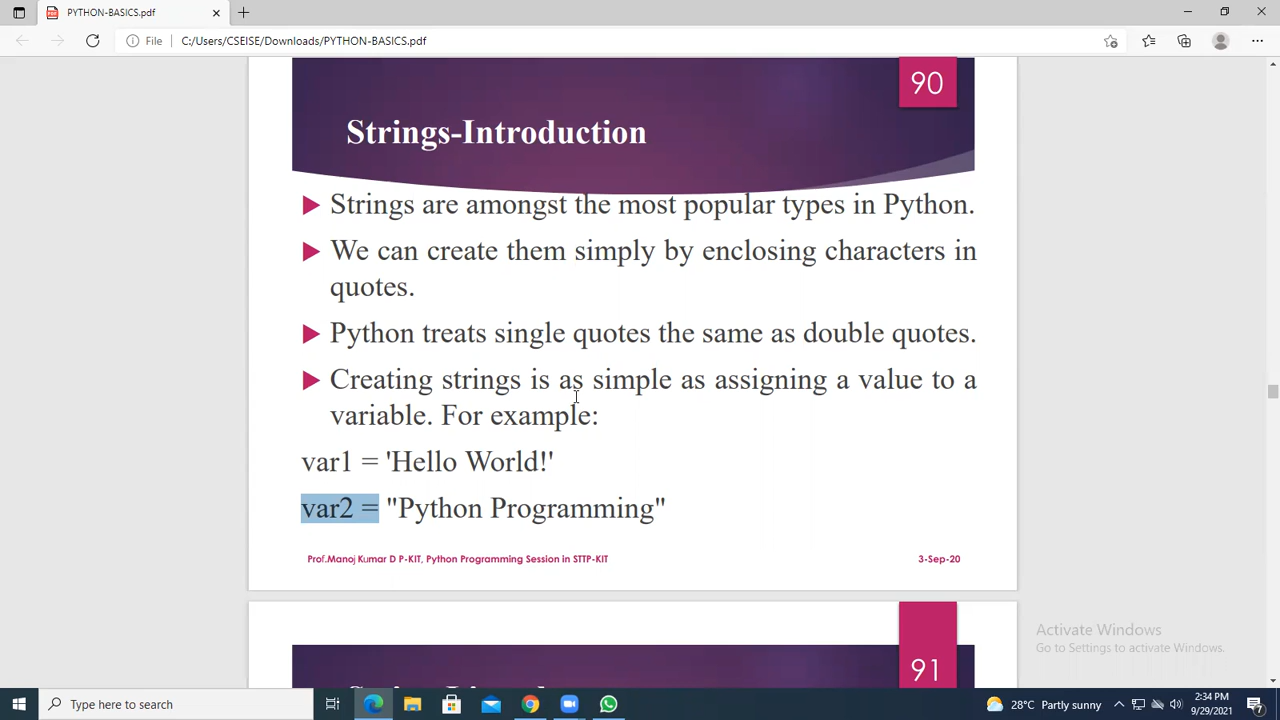 PYTHON-BASICS.pdf
File C:/Users/CSEISE/Downloads/PYTHON-BASICS.pdf
90
Strings-Introduction
Strings are amongst the most popular types in Python.
We can create them simply by enclosing characters in
quotes.
Python treats single quotes the same as double quotes.
Creating strings is as simple as assigning a value to a
variable. For example:
var1 = 'Hello World!'
var2 = "Python Programming"
Prof.Manoj Kumar D P-KIT, Python Programming Session in STTP-KIT
3-Sep-20
91
Activate Windows
Go to Settings to activate Windows.
Type here to search
28°C Partly sunny
2:34 PM
9/29/2021